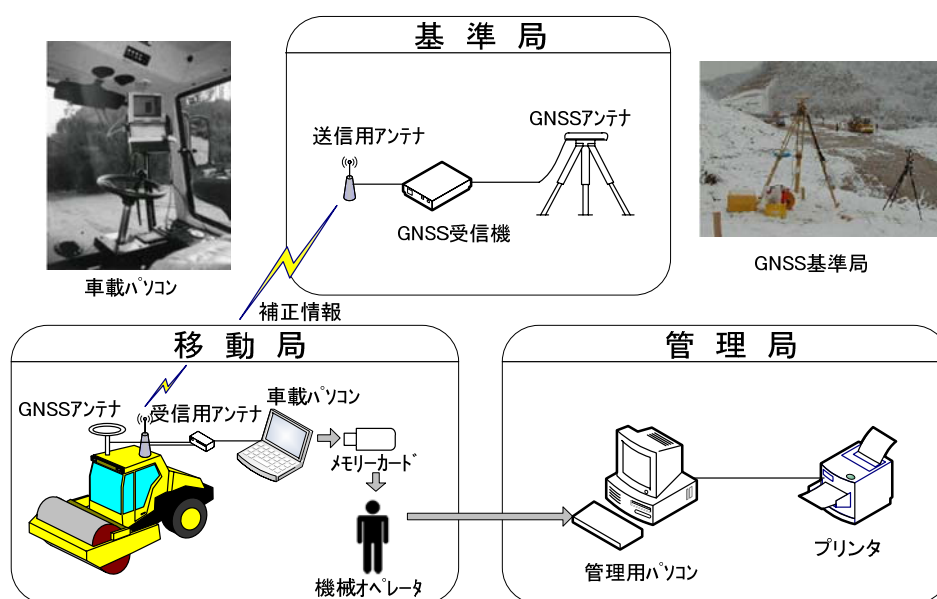 基準局
送信用アンテナ
GNSSアンテナ
GNSS受信機
車載パソコン
GNSS基準局
補正情報
移動局
GNSSアンテナ
受信用アンテナ
車載パソコン
メモリーカード
機械オペレータ
管理局
管理用パソコン
プリンタ